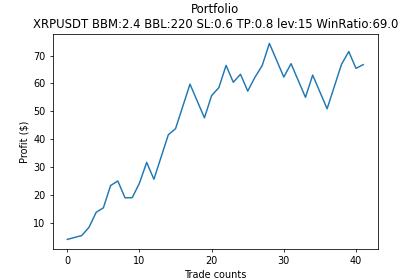 Portfolio
XRPUSDT BBM:2.4 BBL:220 SL:0.6 TP:0.8 lev:15 WinRatio:69.0
Profit ($)
70
60
50
40
30
20
10
0 10 20 30 40
Trade counts